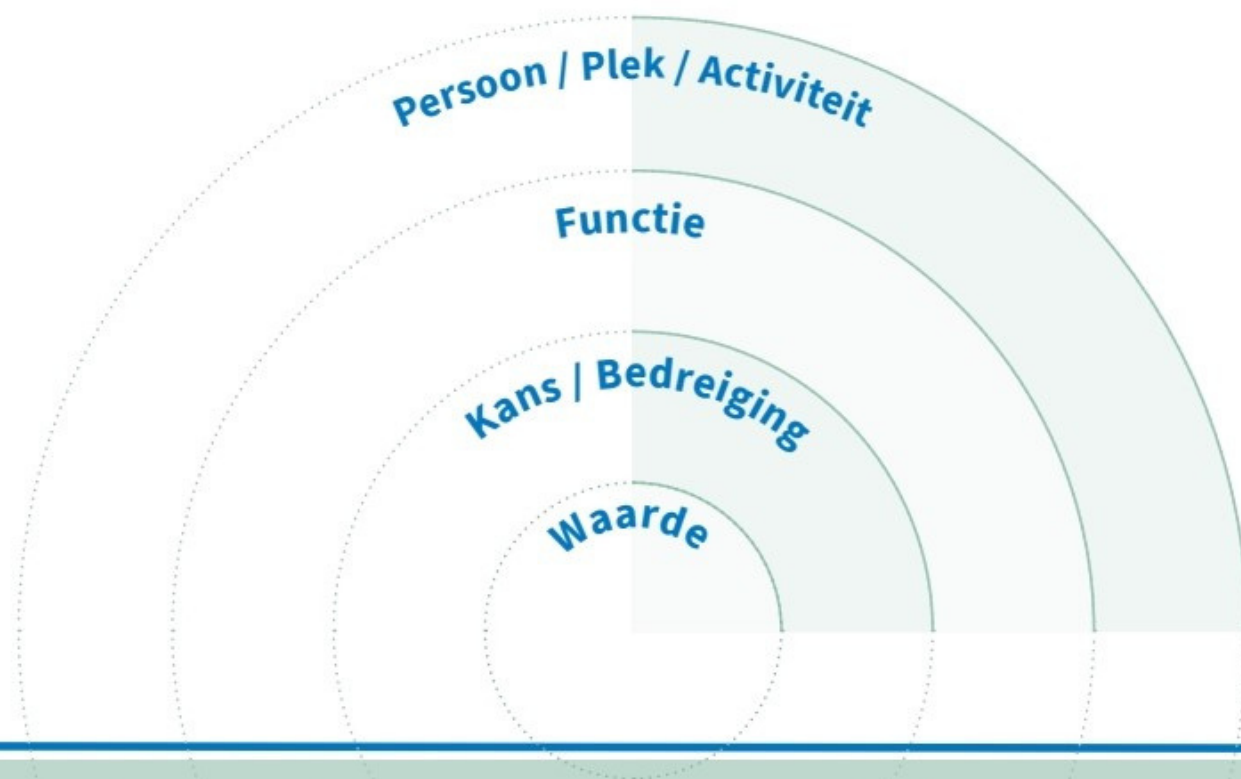 Persoon / Plek / Activiteit
Functie
Kans / Bedreiging
Waarde